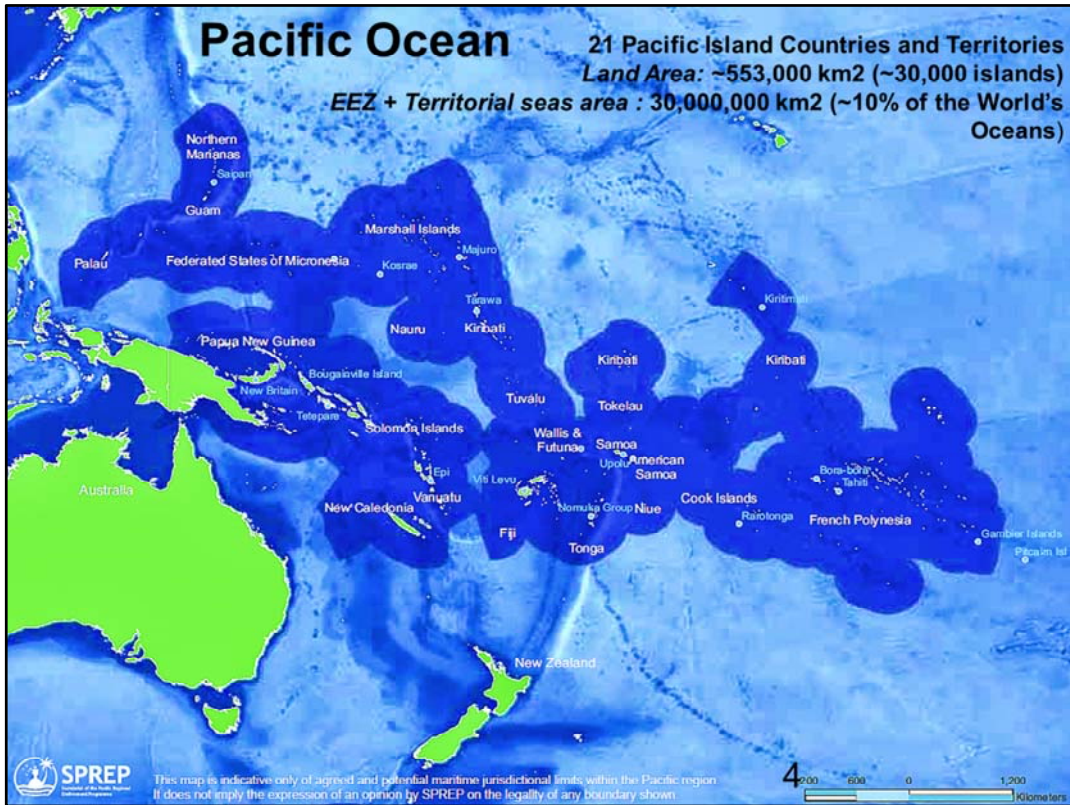 Pacific Ocean
21 Pacific Island Countries and Territories
Land Area: ~553,000 km2 (~30,000 islands)
EEZ + Territorial seas area : 30,000,000 km2 (~10% of the World's
Oceans)
Northern
Marianas
Saipan
Guam
Marshall Islands
Palau
Federated States of Micronesia
Majuro
Kosrae
Tarawa
Kiritimati
Nauru
Kiribati
Papua New Guinea
Kiribati
Kiribati
Bougainville Island
New Britain
Tuvalu
Tokelau
Tetepare
Solomon Islands
Wallis &
Futuna
Samoa
Upolu
American
Samoa
Epi
Bora-bora
Tahiti
Australia
Viti Levu
Vanuatu
Cook Islands
New Caledonia
Nomuka Group
Niue
Rarotonga
French Polynesia
Fiji
Gambier Islands
Tonga
Pitcairn Isl
New Zealand
SPREP
This map is indicative only of agreed and potential maritime jurisdictional limits within the Pacific region
It does not imply the expression of an opinion by SPREP on the legality of any boundary shown
4
200 600 0 1,200
Kilometers